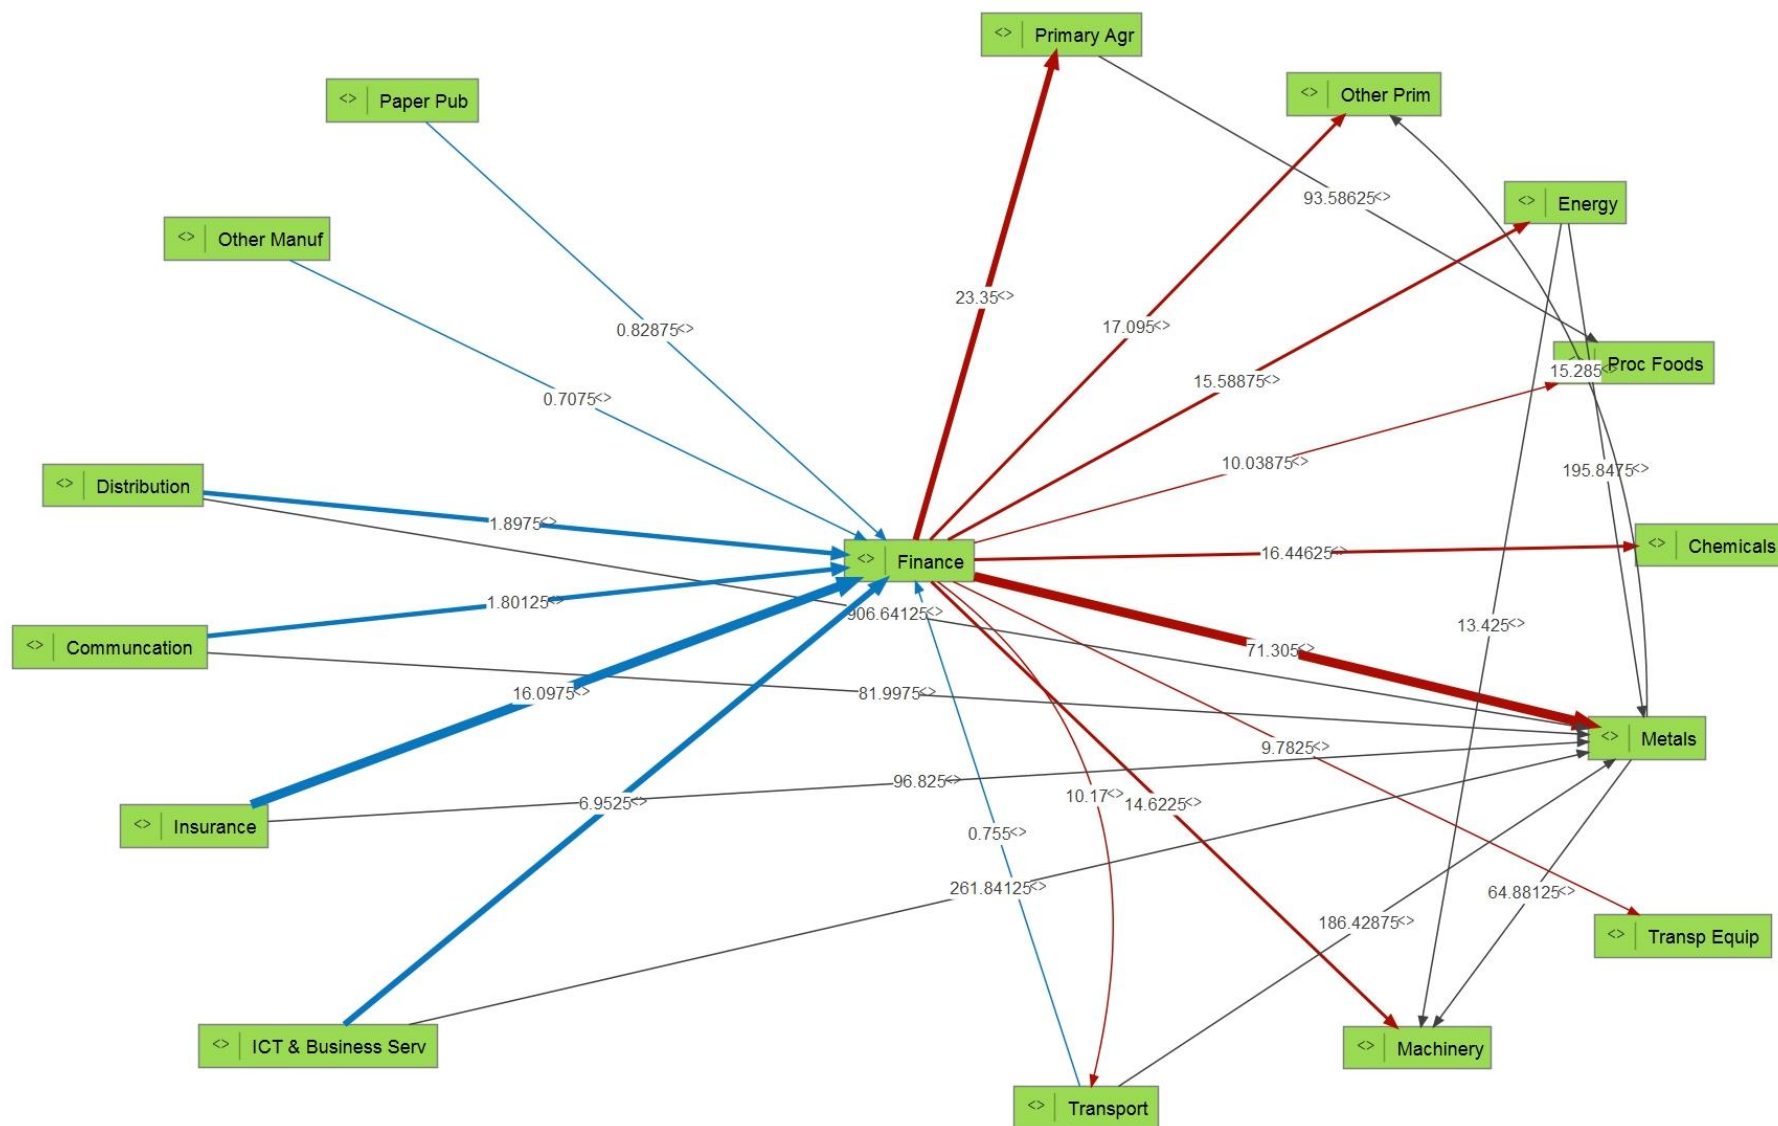 <> Primary Agr
<> Paper Pub
<> Other Prim
<> Energy
93.58625<>
<> Other Manuf
23.35<>
17.095<>
0.82875<>
<> Proc Foods
15.285<>
15.58875<>
0.7075<>
10.03875<>
195.8475<>
<> Distribution
1.8975<>
<> Finance
16.44625<>
<> Chemicals
1.80125<>
906.64125<>
13.425<>
<> Communcation
71.305<>
16.0975<>
81.9975<>
<> Metals
9.7825<>
96.825<>
6.9525<>
10.17<>
14.6225<>
<> Insurance
0.755<>
261.84125<>
64.88125<>
186.42875<>
<> Transp Equip
<> ICT & Business Serv
<> Machinery
<> Transport